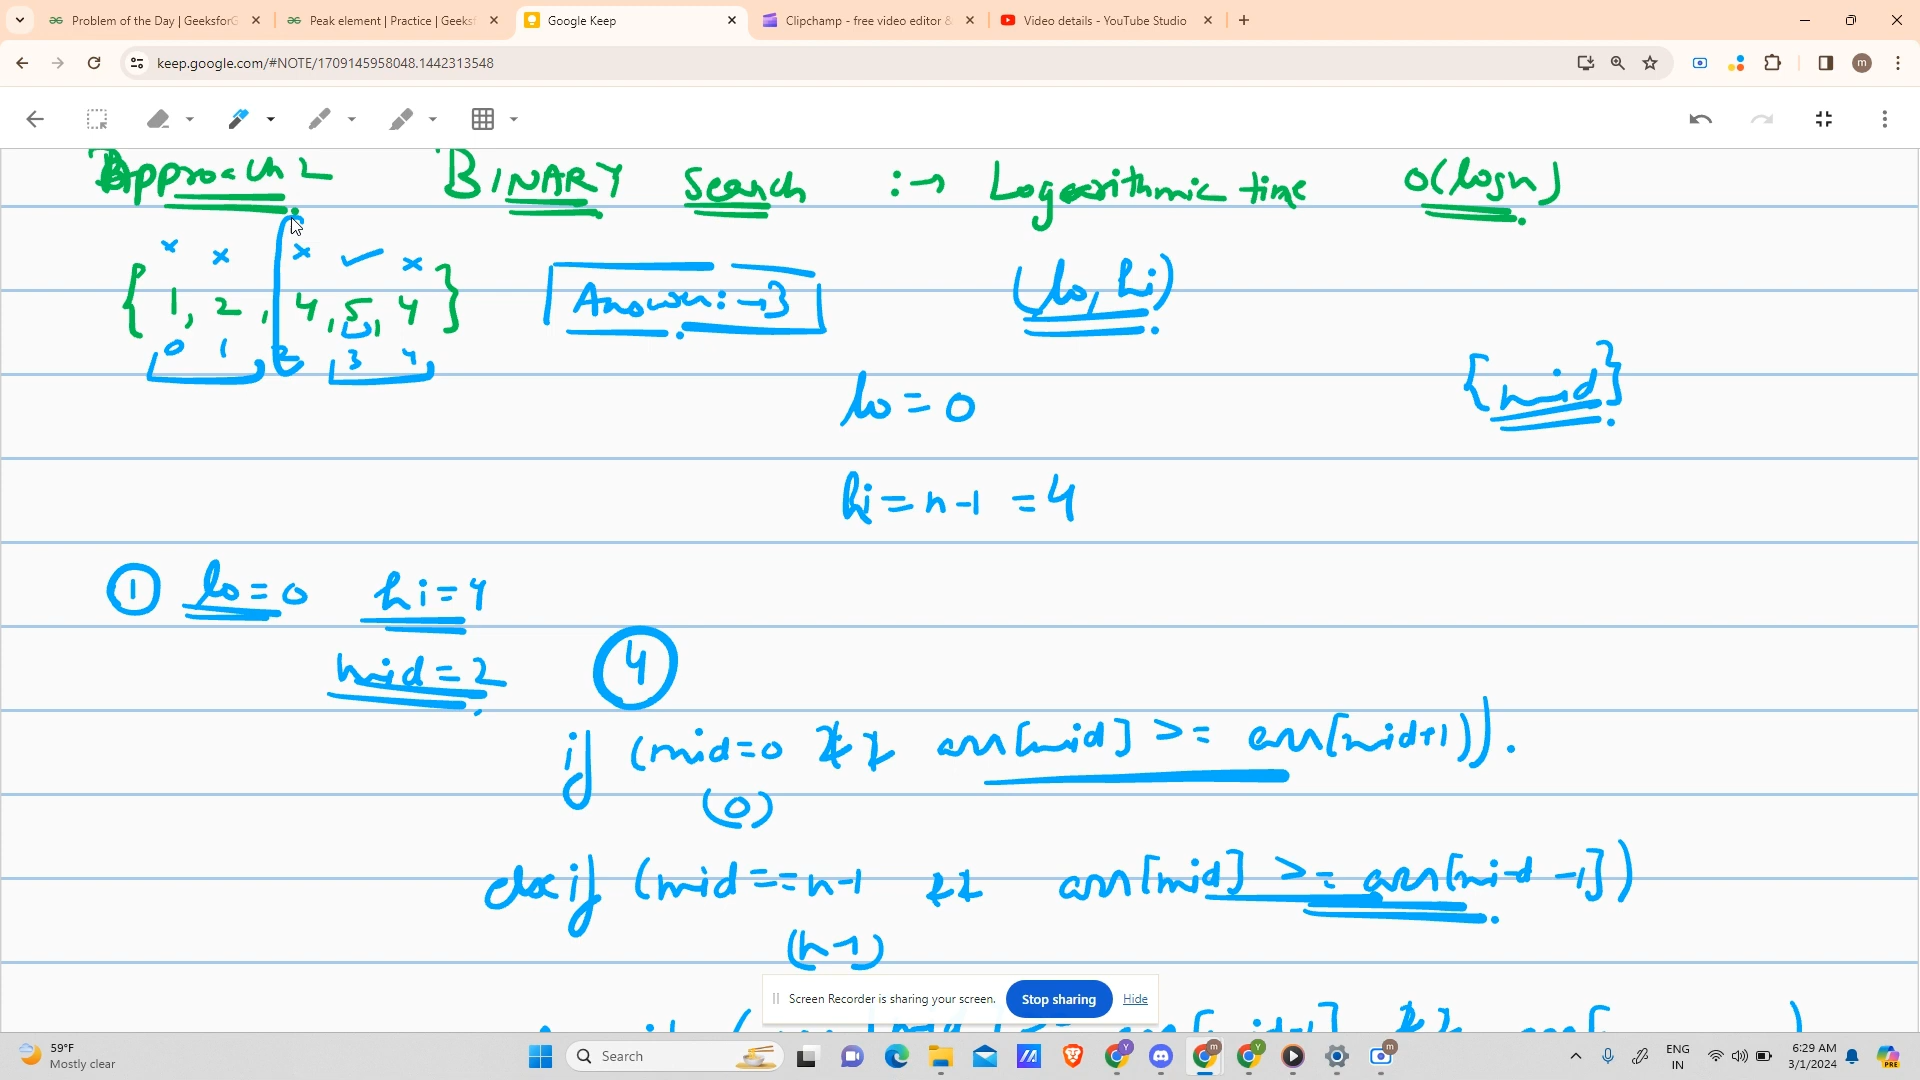 Problem of the Day | GeeksforG
Peak element | Practice | Geeks
Google Keep
Clipchamp - free video editor &
Video details - YouTube Studio
keep.google.com/#NOTE/1709145958048.1442313548
m
Approach 2 BINARY Search :→ Logarithmic time O(logn)
x x x ✓ x
{ 1, 2, 4, 5, 4 }
0 1 2 3 4
Answer: →3
(lo, hi)
{mid}
lo = 0
hi = n-1 = 4
① lo = 0 hi = 4
mid = 2
4
if (mid=0 && arr[mid] >= arr[mid+1)).
(0)
else if (mid == n-1 && arr[mid] >= arr[mid -1])
(n-1)
Screen Recorder is sharing your screen. Stop sharing Hide
59°F
Mostly clear
Search
ENG
IN
6:29 AM
3/1/2024
PRE